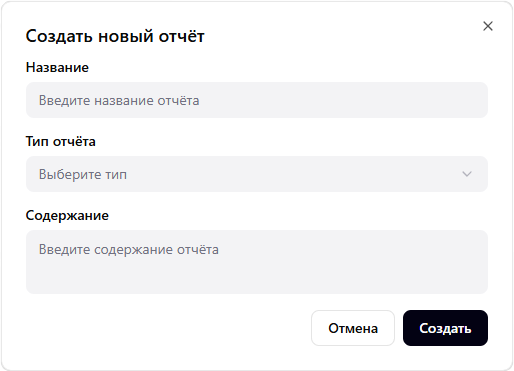 Создать новый отчёт
Название
Введите название отчёта
Тип отчёта
Выберите тип
Содержание
Введите содержание отчёта
Отмена
Создать